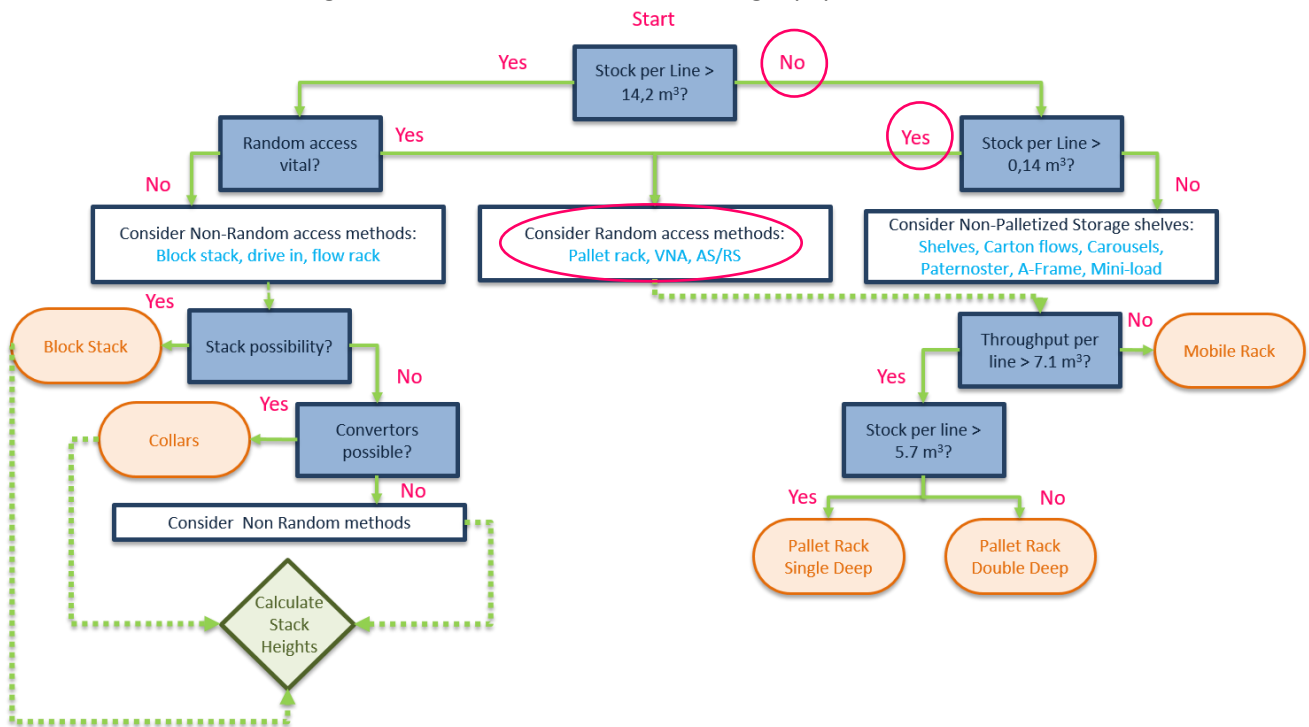 Start
Yes
Stock per Line >
14,2 m³?
No
Random access
vital?
Yes
Yes
Stock per Line >
0,14 m³?
No
No
Consider Non-Random access methods:
Block stack, drive in, flow rack
Consider Random access methods:
Pallet rack, VNA, AS/RS
Consider Non-Palletized Storage shelves:
Shelves, Carton flows, Carousels,
Paternoster, A-Frame, Mini-load
Yes
Block Stack
Stack possibility?
No
Throughput per
line > 7.1 m³?
No
Mobile Rack
Yes
Yes
Collars
Convertors
possible?
Stock per line >
5.7 m³?
No
Consider Non Random methods
Yes
No
Pallet Rack
Single Deep
Pallet Rack
Double Deep
Calculate
Stack
Heights